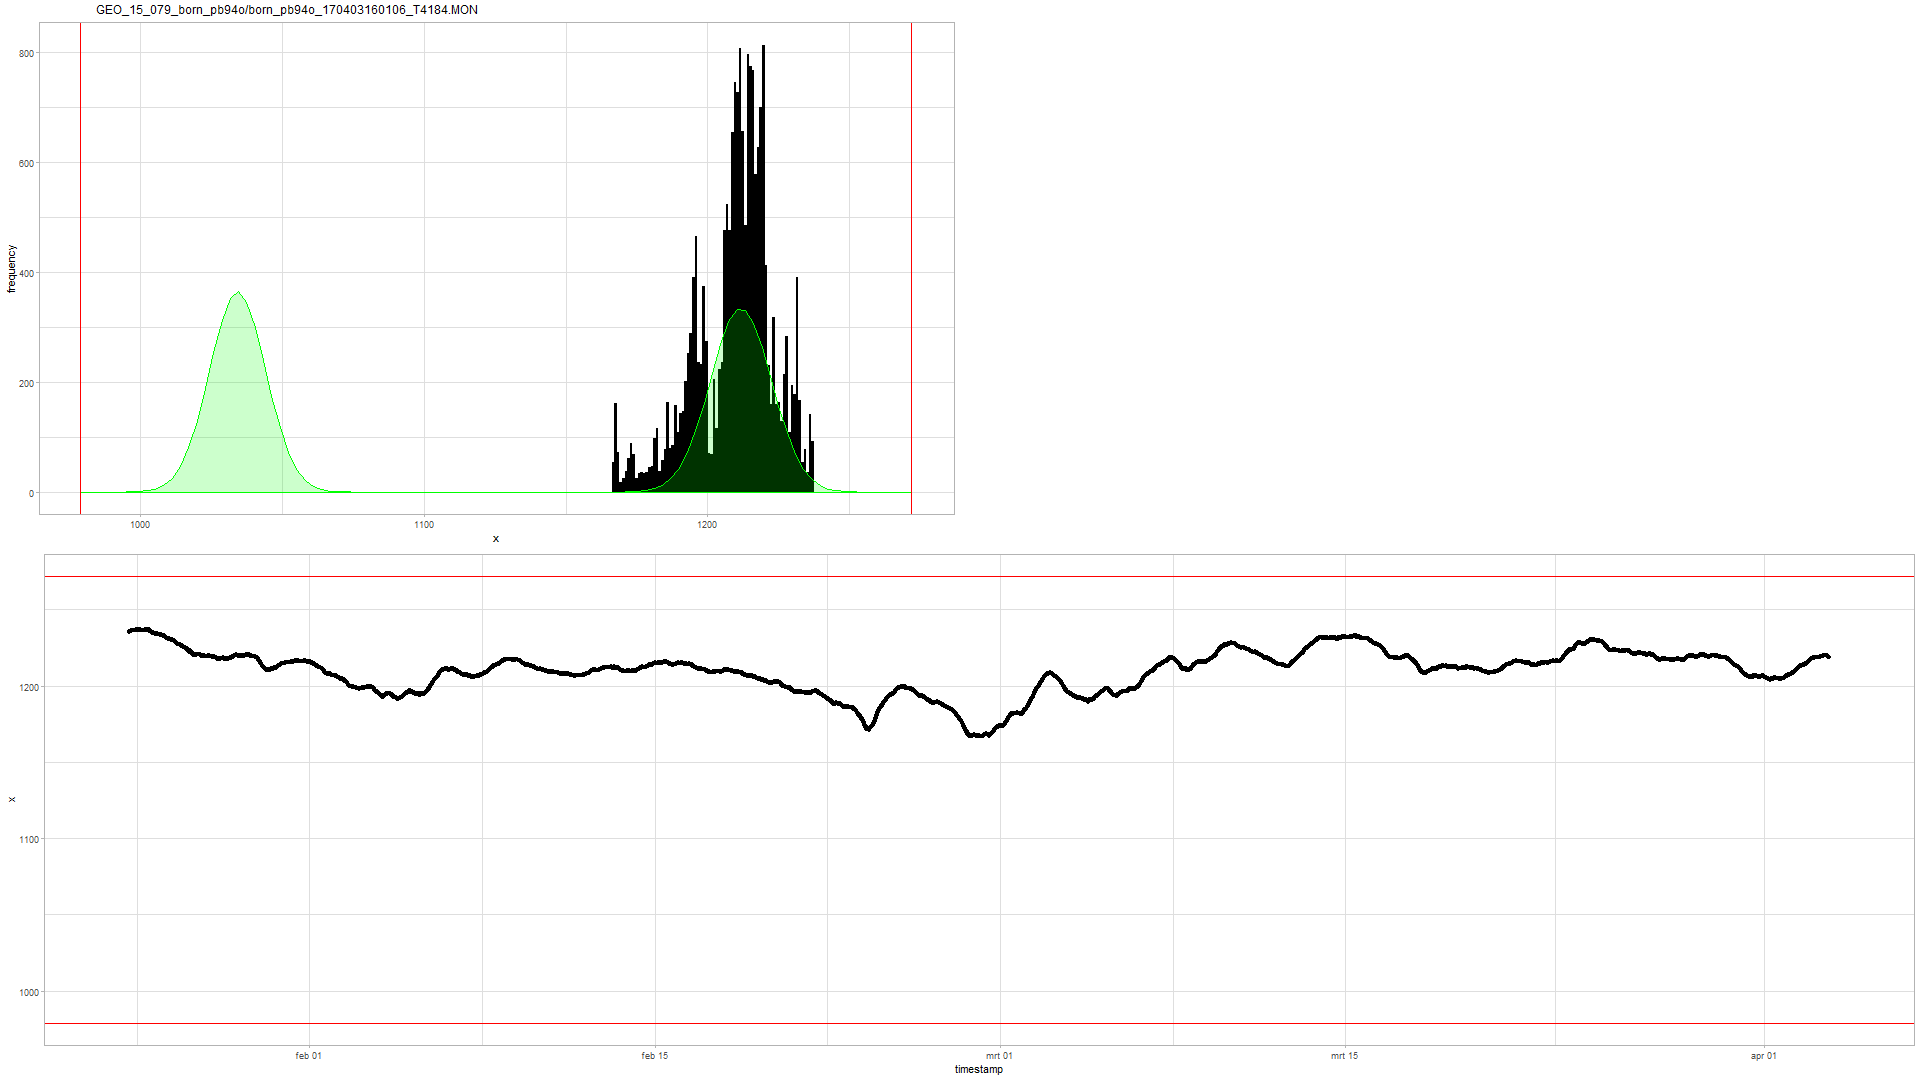 GEO_15_079_born_pb94o/born_pb94o_170403160106_T4184.MON
800
600
400
200
0
frequency
1000 1100 1200
x
1200
1100
1000
x
feb 01 feb 15 mrt 01 mrt 15 apr 01
timestamp